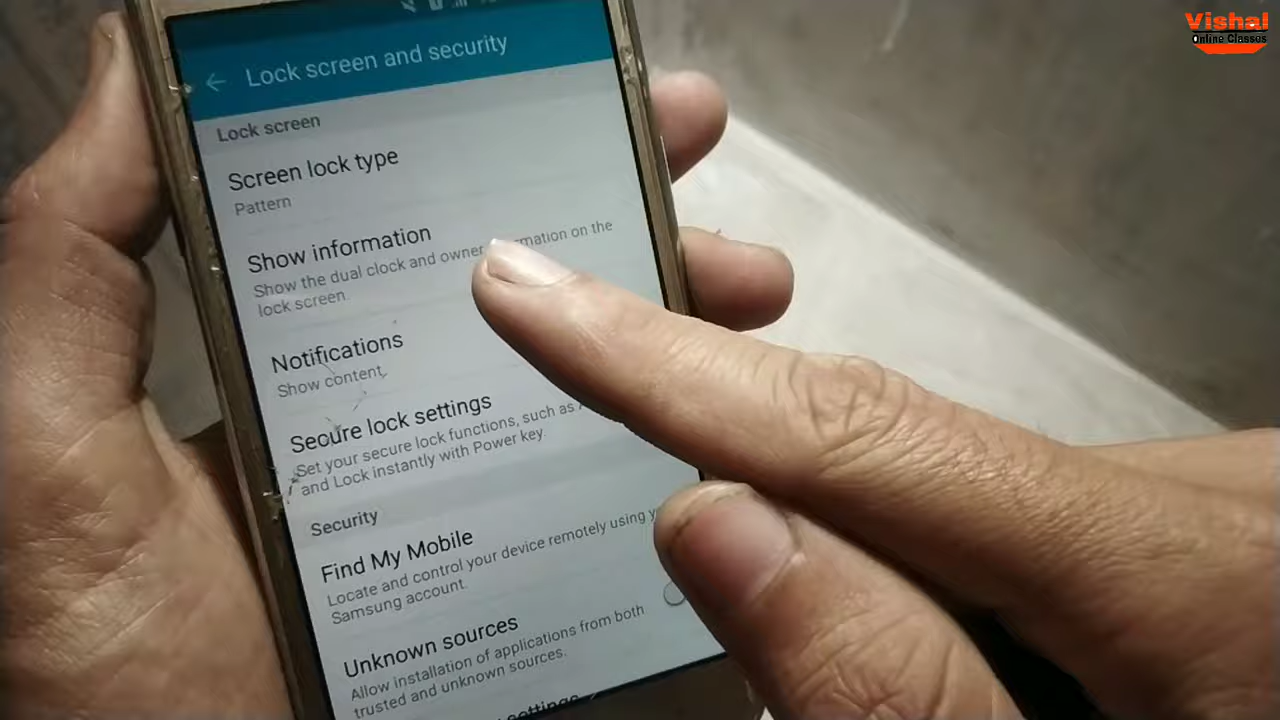 Vishal
Online Classes
Lock screen and security
Lock screen
Screen lock type
Pattern
Show information
Show the dual clock and owner on the
lock screen.
Notifications
Show content
Secure lock settings
Set your secure lock functions, such as
and Lock instantly with Power key.
Security
Find My Mobile
Locate and control your device remotely using
Samsung account.
Unknown sources
Allow installation of applications from both
trusted and unknown sources.
settings